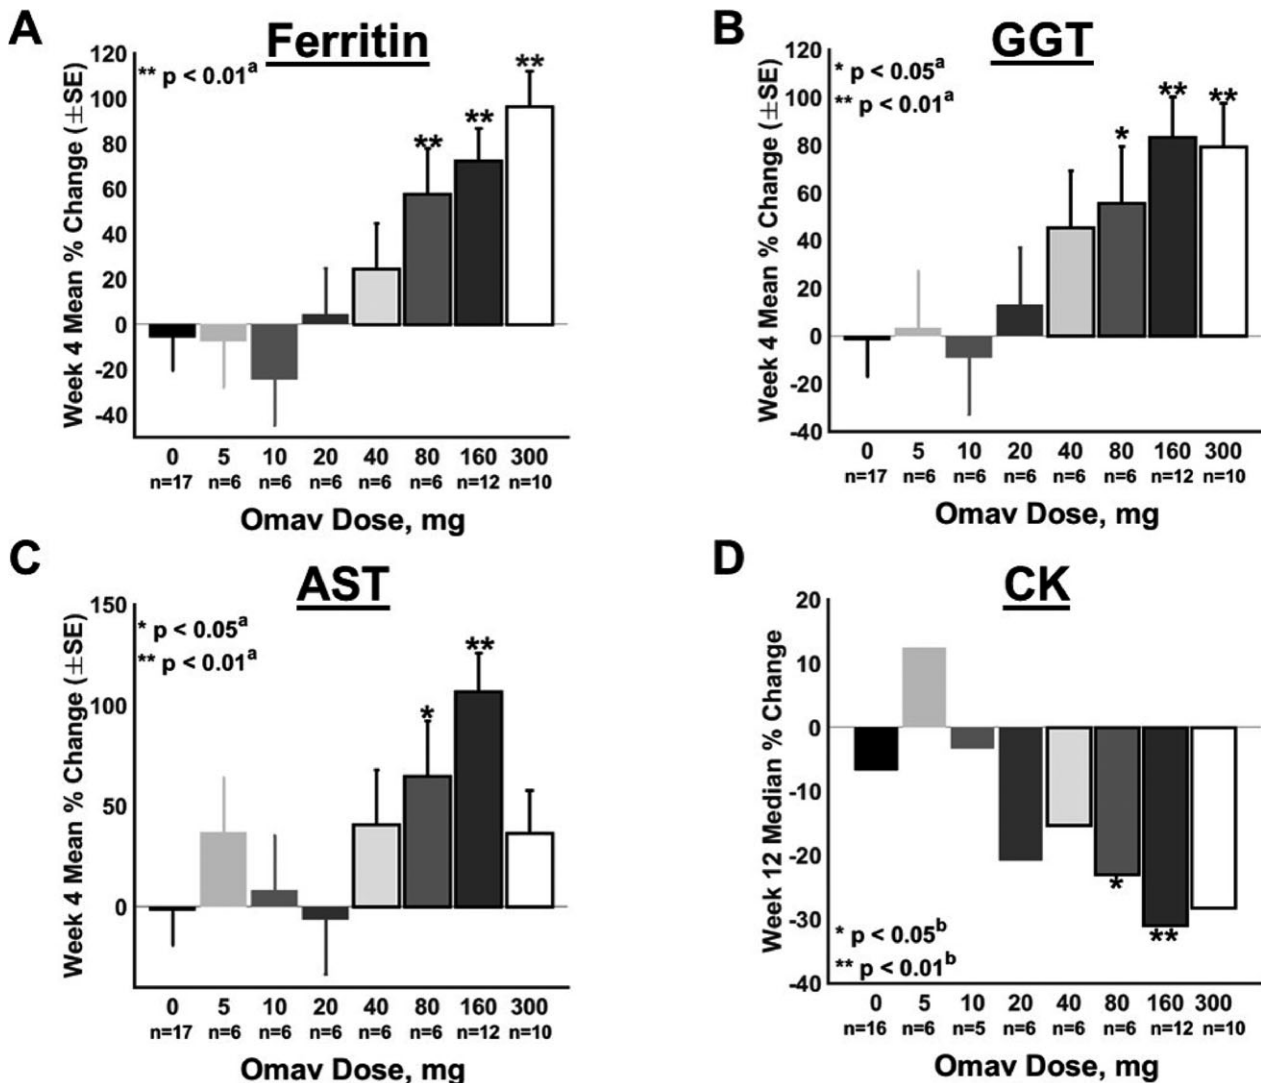 A
Ferritin
** p < 0.01a
Week 4 Mean % Change (±SE)
120
100
80
60
40
20
0
-20
-40
**
**
**
0 5 10 20 40 80 160 300
n=17 n=6 n=6 n=6 n=6 n=6 n=12 n=10
Omav Dose, mg
B
GGT
* p < 0.05a
** p < 0.01a
Week 4 Mean % Change (±SE)
120
100
80
60
40
20
0
-20
-40
*
**
**
0 5 10 20 40 80 160 300
n=17 n=6 n=6 n=6 n=6 n=6 n=12 n=10
Omav Dose, mg
C
AST
* p < 0.05a
** p < 0.01a
Week 4 Mean % Change (±SE)
150
100
50
0
*
**
0 5 10 20 40 80 160 300
n=17 n=6 n=6 n=6 n=6 n=6 n=12 n=10
Omav Dose, mg
D
CK
Week 12 Median % Change
20
10
0
-10
-20
-30
-40
*
**
* p < 0.05b
** p < 0.01b
0 5 10 20 40 80 160 300
n=16 n=6 n=5 n=6 n=6 n=6 n=12 n=10
Omav Dose, mg